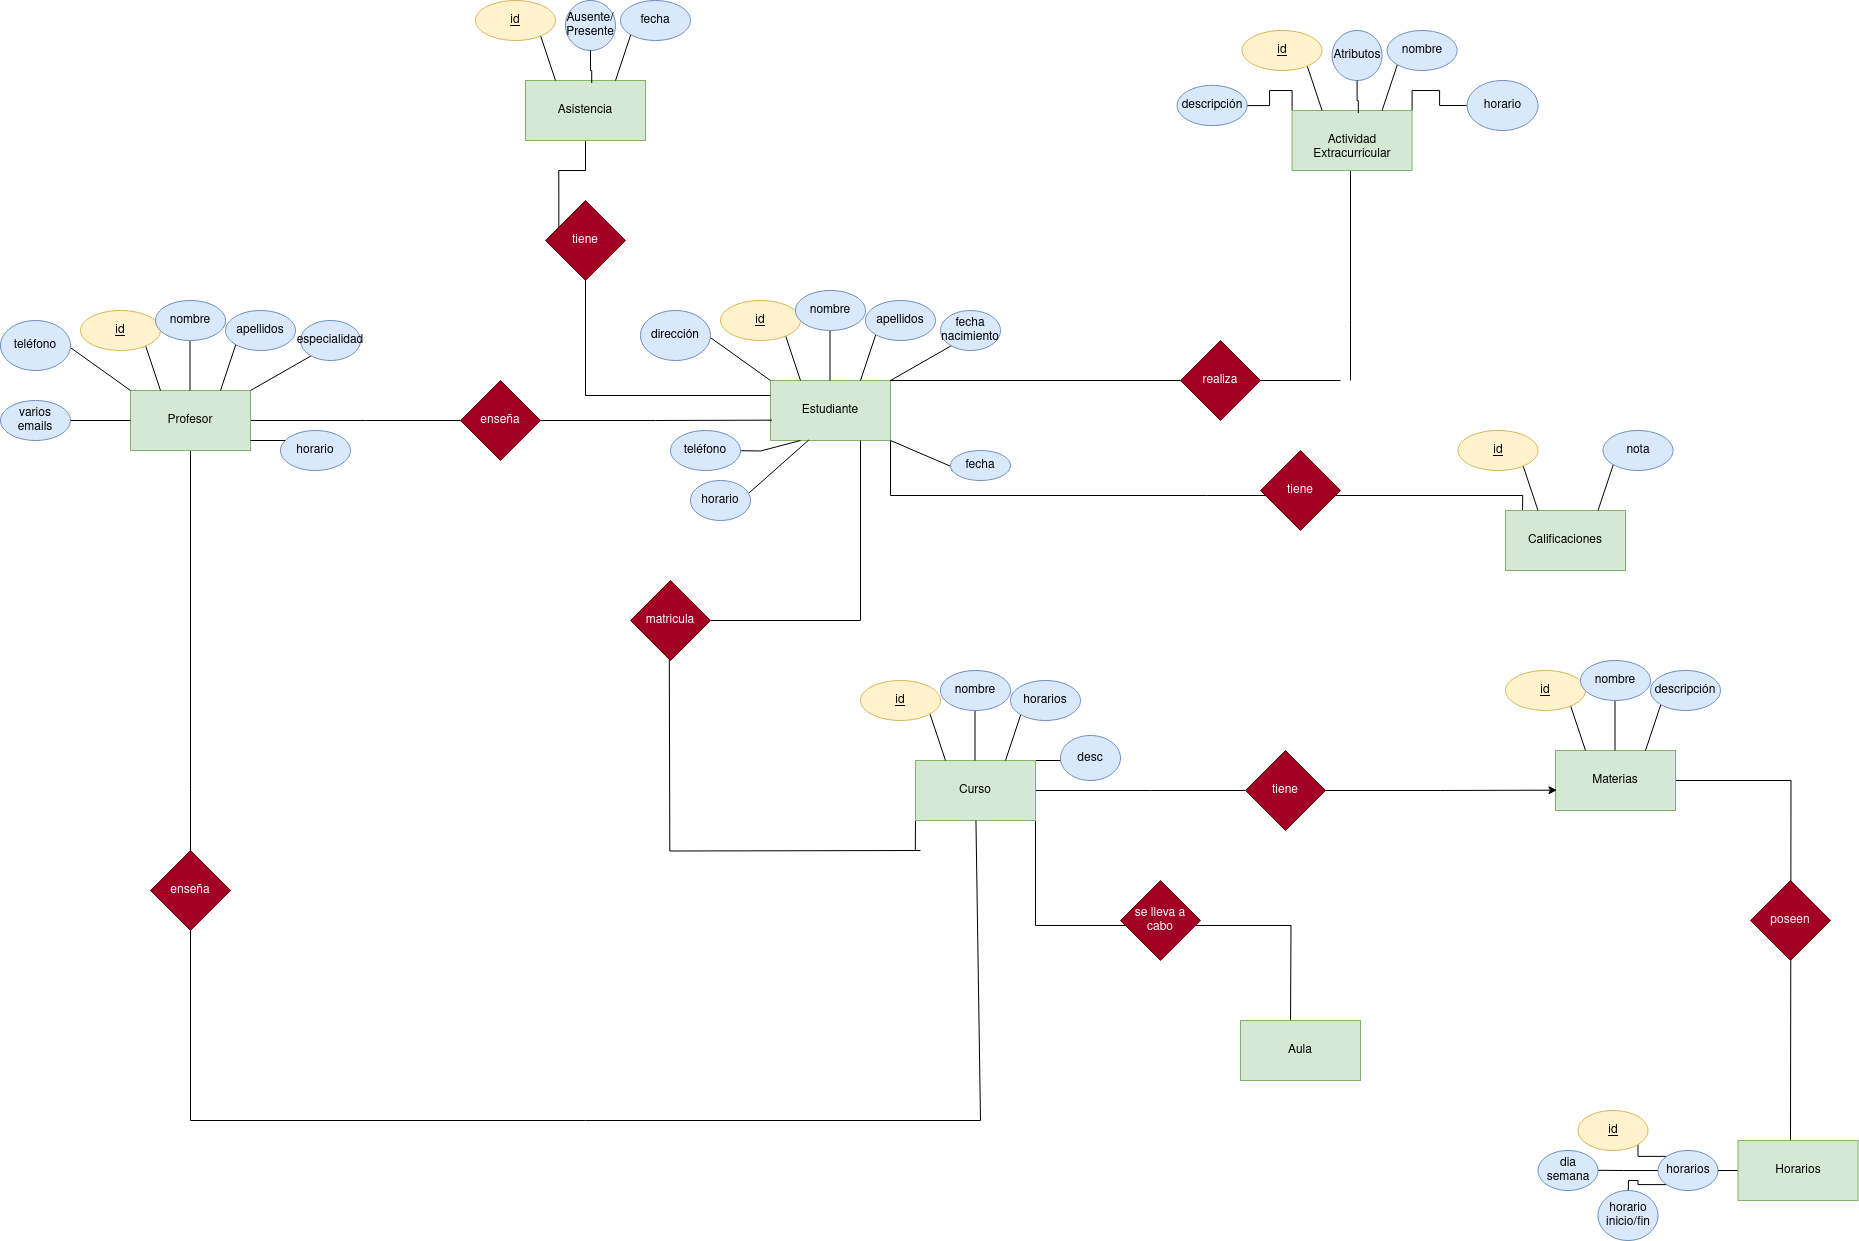 id
Ausente/
Presente
fecha
Asistencia
id
Atributos
nombre
descripción
horario
Actividad
Extracurricular
tiene
teléfono
id
nombre
apellidos
especialidad
varios
emails
Profesor
horario
enseña
dirección
id
nombre
apellidos
fecha
nacimiento
Estudiante
teléfono
horario
fecha
realiza
tiene
id
nota
Calificaciones
matricula
id
nombre
horarios
desc
Curso
tiene
id
nombre
descripción
Materias
enseña
se lleva a
cabo
poseen
Aula
id
dia
semana
horarios
horario
inicio/fin
Horarios